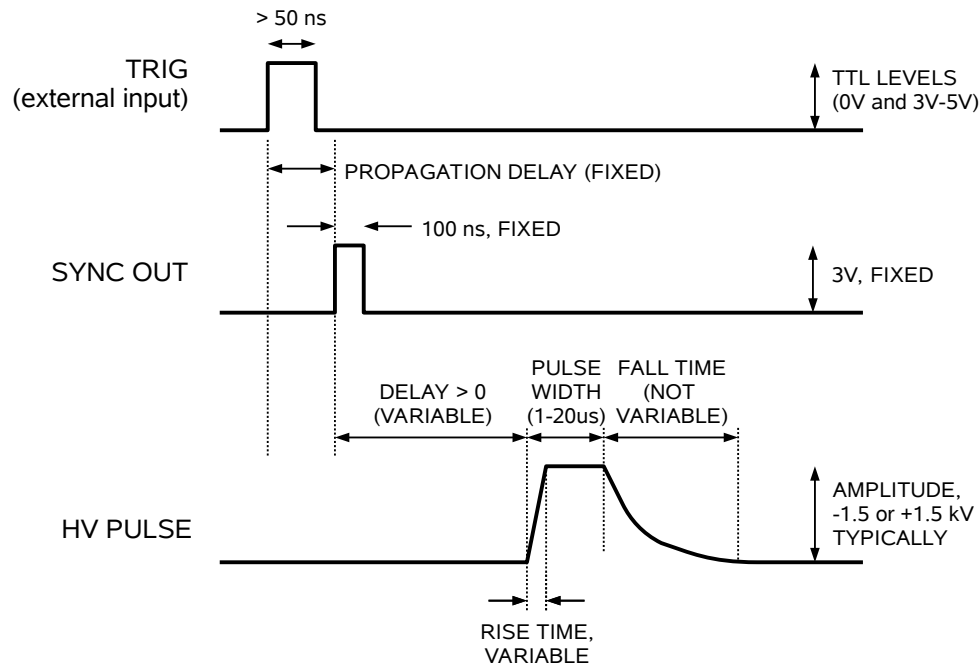 > 50 ns
TRIG
(external input)
TTL LEVELS
(0V and 3V-5V)
PROPAGATION DELAY (FIXED)
100 ns, FIXED
SYNC OUT
3V, FIXED
DELAY > 0
(VARIABLE)
PULSE
WIDTH
(1-20us)
FALL TIME
(NOT
VARIABLE)
HV PULSE
AMPLITUDE,
-1.5 or +1.5 kV
TYPICALLY
RISE TIME,
VARIABLE